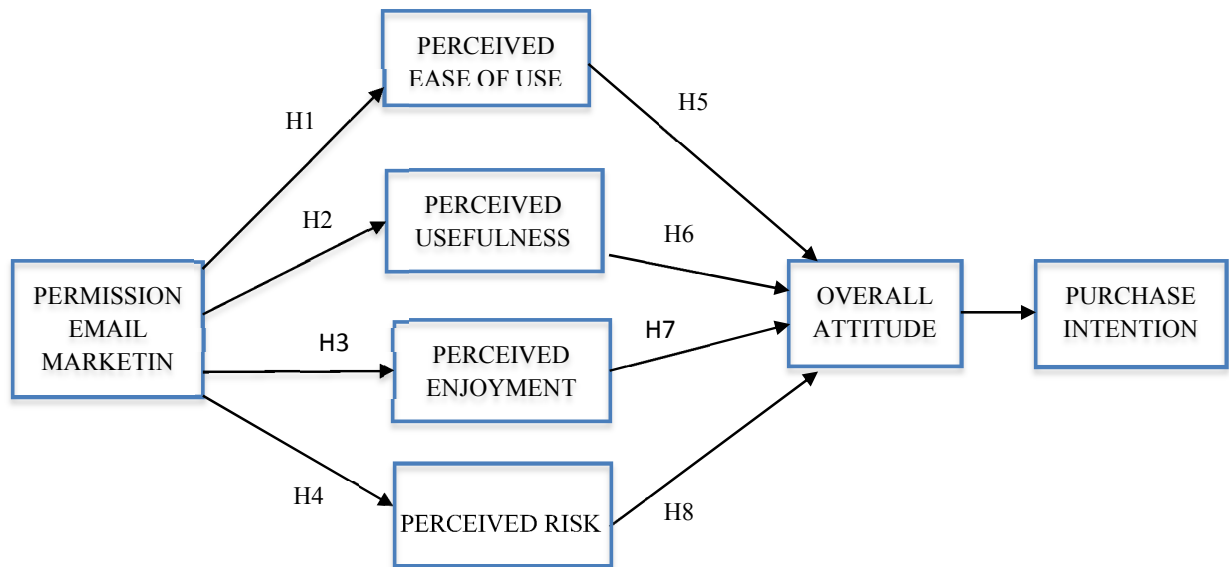 PERCEIVED
EASE OF USE
H1
H5
PERCEIVED
USEFULNESS
H2
H6
PERMISSION
EMAIL
MARKETIN
OVERALL
ATTITUDE
PURCHASE
INTENTION
H3
PERCEIVED
ENJOYMENT
H7
H4
PERCEIVED RISK
H8